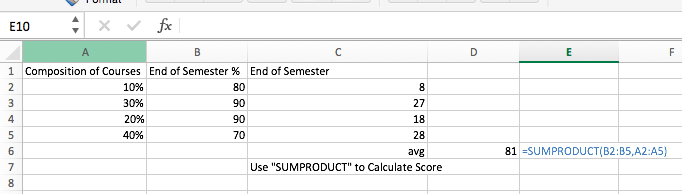 Format
E10 fx
A B C D E F
1 Composition of Courses End of Semester % End of Semester
2 10% 80 8
3 30% 90 27
4 20% 90 18
5 40% 70 28
6 avg 81 =SUMPRODUCT(B2:B5,A2:A5)
7 Use "SUMPRODUCT" to Calculate Score
8